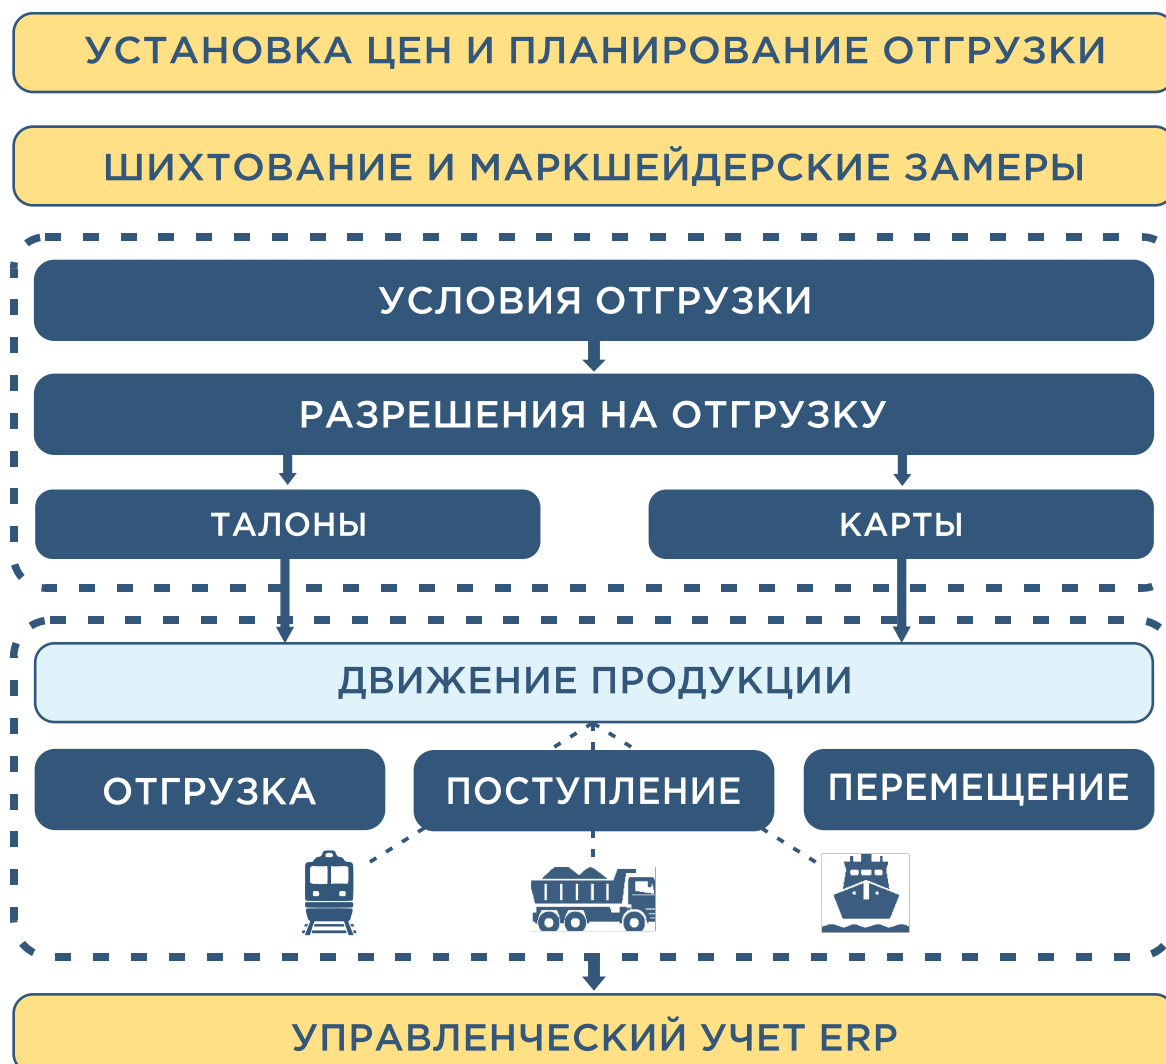 УСТАНОВКА ЦЕН И ПЛАНИРОВАНИЕ ОТГРУЗКИ
ШИХТОВАНИЕ И МАРКШЕЙДЕРСКИЕ ЗАМЕРЫ
УСЛОВИЯ ОТГРУЗКИ
РАЗРЕШЕНИЯ НА ОТГРУЗКУ
ТАЛОНЫ
КАРТЫ
ДВИЖЕНИЕ ПРОДУКЦИИ
ОТГРУЗКА
ПОСТУПЛЕНИЕ
ПЕРЕМЕЩЕНИЕ
УПРАВЛЕНЧЕСКИЙ УЧЕТ ERP